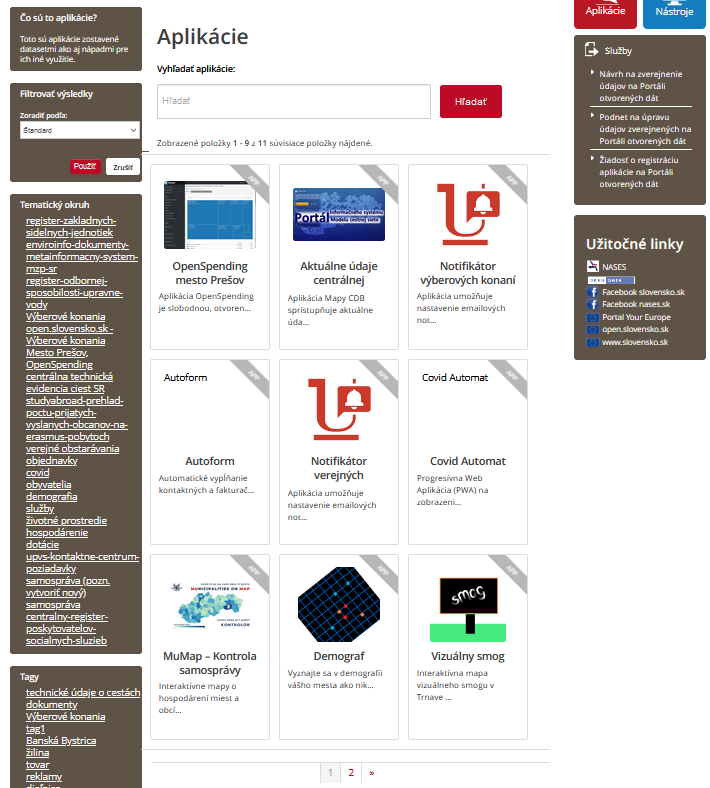 Čo sú to aplikácie?
Toto sú aplikácie zostavené
datasetmi ako aj nápadmi pre
ich iné využitie.
Filtrovať výsledky
Zoradiť podľa:
Štandard
Použiť
Zrušiť
Tematický okruh
register-zakladnych-
sidelnych-jednotiek
enviroinfo-dokumenty-
metainformacny-system-
mzp-sr
register-odbornej-
sposobilosti-upravne-
vody
Výberové konania
open.slovensko.sk -
Výberové konania
Mesto Prešov,
OpenSpending
centrálna technická
evidencia ciest SR
studyabroad-prehlad-
poctu-prijatych-
vyslanych-obcanov-na-
erasmus-pobytoch
verejné obstarávania
objednavky
covid
obyvatelia
demografia
služby
životné prostredie
hospodárenie
dotácie
upvs-kontaktne-centrum-
poziadavky
samospráva (pozn.
vytvoriť nový)
samospráva
centralny-register-
poskytovatelov-
socialnych-sluzieb
Tagy
technické údaje o cestách
dokumenty
Výberové konania
tag1
Banská Bystrica
žilina
tovar
reklamy
Aplikácie
Vyhľadať aplikácie:
Hľadať
Hľadať
Zobrazené položky 1 - 9 z 11 súvisiace položky nájdené.
APP
OpenSpending
mesto Prešov
Aplikácia OpenSpending
je slobodnou, otvoren...
APP
Portál informačného systému
Modelu cestnej siete
Aktuálne údaje
centrálnej
Aplikácia Mapy CDB
sprístupňuje aktuálne
úda...
APP
Notifikátor
výberových konaní
Aplikácia umožňuje
nastavenie emailových
not...
Autoform
APP
Autoform
Automatické vypĺňanie
kontaktných a fakturač...
APP
Notifikátor
verejných
Aplikácia umožňuje
nastavenie emailových
not...
Covid Automat
APP
Covid Automat
Progresívna Web
Aplikácia (PWA) na
zobrazeni...
APP
MUNICIPALITIES ON MAP
KONTROLÓR
MuMap – Kontrola
samosprávy
Interaktívne mapy o
hospodárení miest a
obcí...
APP
Demograf
Vyznajte sa v demografii
vášho mesta ako nik...
APP
smog
Vizuálny smog
Interaktívna mapa
vizuálneho smogu v
Trnave ...
1 2 »
Aplikácie
Nástroje
Služby
Návrh na zverejnenie
údajov na Portáli
otvorených dát
Podnet na úpravu
údajov zverejnených na
Portáli otvorených dát
Žiadosť o registráciu
aplikácie na Portáli
otvorených dát
Užitočné linky
NASES
OPEN DATA
Facebook slovensko.sk
Facebook nases.sk
Portal Your Europe
open.slovensko.sk
www.slovensko.sk